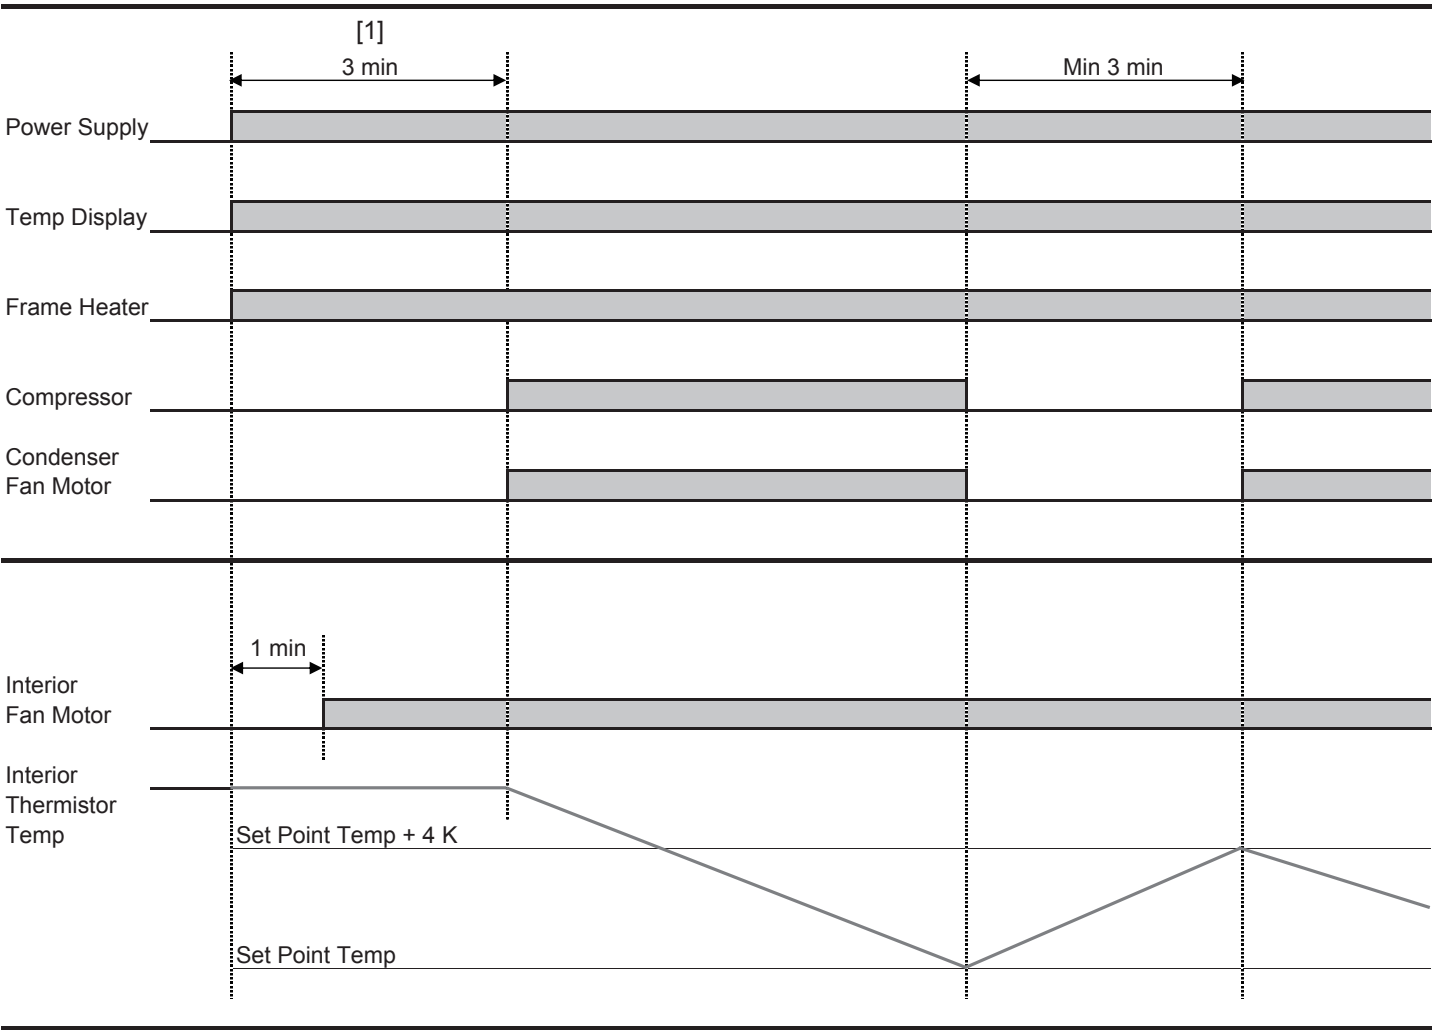 [1]
3 min
Min 3 min
Power Supply
Temp Display
Frame Heater
Compressor
Condenser
Fan Motor
1 min
Interior
Fan Motor
Interior
Thermistor
Temp
Set Point Temp + 4 K
Set Point Temp